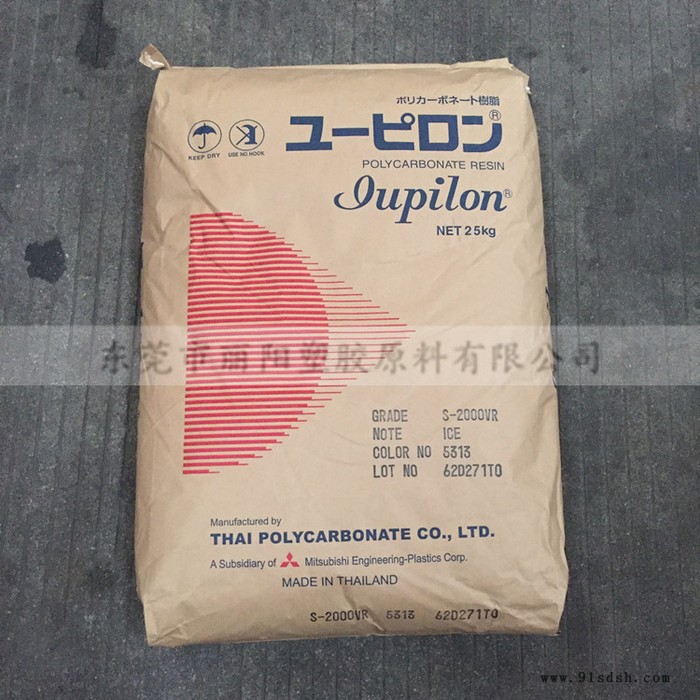 ポリカーボネート樹脂
ユーピロン®
KEEP DRY
USE NO HOOK
POLYCARBONATE RESIN
Iupilon®
NET 25kg
东莞市丽阳塑胶原料有限公司
GRADE S-2000VR
NOTE ICE
COLOR NO 5313
LOT NO 62D271TO
Manufactured by
THAI POLYCARBONATE CO., LTD.
A Subsidiary of Mitsubishi Engineering-Plastics Corp.
MADE IN THAILAND
S-2000VR 5313 62D271TO
www.91sdsh.com